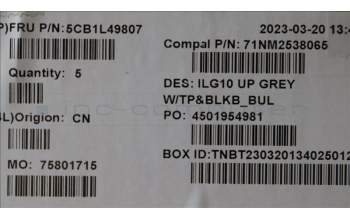 P)FRU P/N:5CB1L49807
2023-03-20 13:4
Compal P/N: 71NM2538065
Quantity: 5
DES: ILG10 UP GREY
W/TP&BLKB_BUL
L)Origion: CN
PO: 4501954981
MO: 75801715
BOX ID:TNBT230320134025012